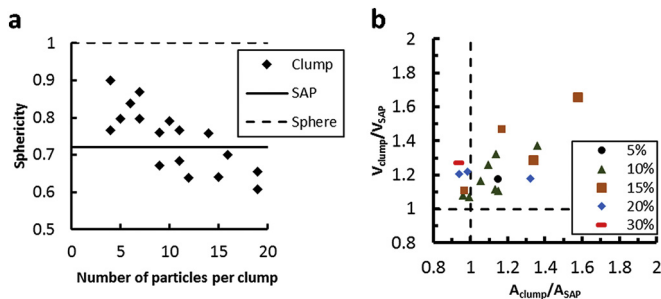 a
1
0.9
0.8
0.7
0.6
0.5
Sphericity
0 5 10 15 20
Number of particles per clump
Clump
SAP
Sphere
b
2
1.8
1.6
1.4
1.2
1
0.8
Vclump/VSAP
0.8 1 1.2 1.4 1.6 1.8 2
Aclump/ASAP
5%
10%
15%
20%
30%